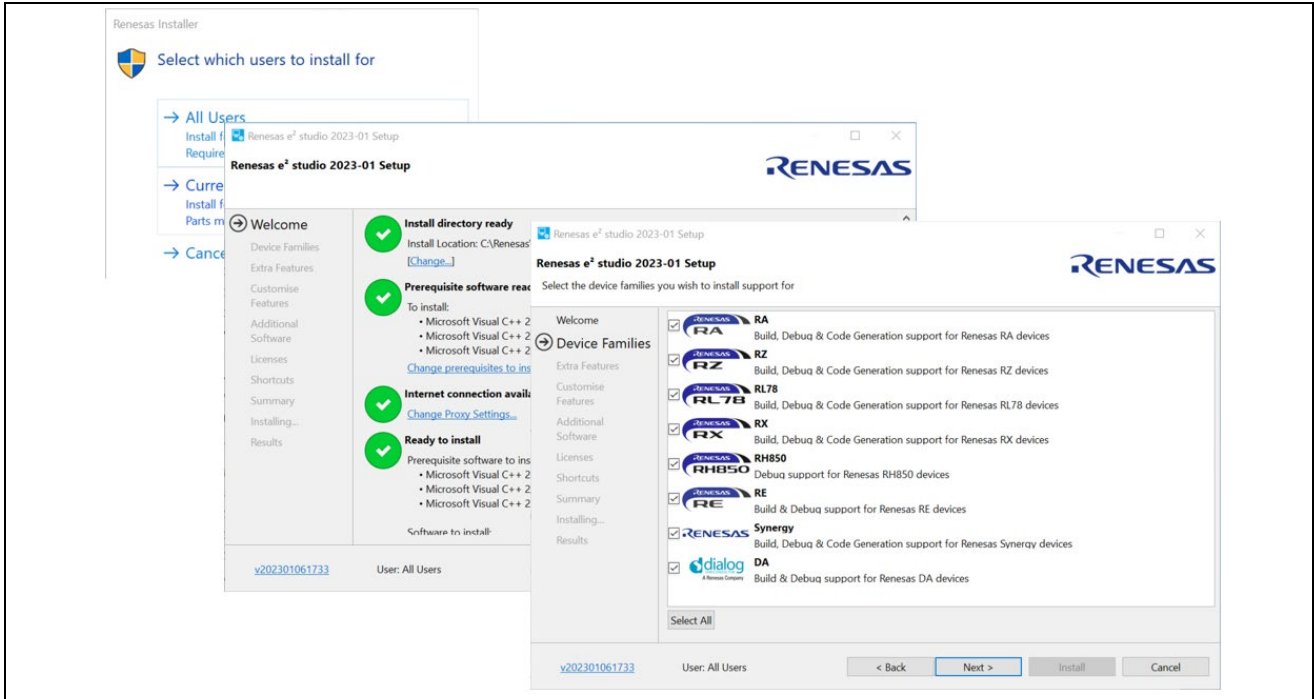 Renesas Installer
Select which users to install for
→ All Users
Install f
Require
→ Curre
Install f
Parts m
→ Cance
Renesas e² studio 2023-01 Setup
Renesas e² studio 2023-01 Setup
RENESAS
Welcome
Device Families
Extra Features
Customise
Features
Additional
Software
Licenses
Shortcuts
Summary
Installing...
Results
Install directory ready
Install Location: C:\Renesas\
[Change...]
Prerequisite software read
To install:
• Microsoft Visual C++ 2
• Microsoft Visual C++ 2
• Microsoft Visual C++ 2
Change prerequisites to ins
Internet connection availa
Change Proxy Settings...
Ready to install
Prerequisite software to ins
• Microsoft Visual C++ 2
• Microsoft Visual C++ 2
• Microsoft Visual C++ 2
Software to install:
v202301061733
User: All Users
Renesas e² studio 2023-01 Setup
Renesas e² studio 2023-01 Setup
Select the device families you wish to install support for
RENESAS
Welcome
Device Families
Extra Features
Customise
Features
Additional
Software
Licenses
Shortcuts
Summary
Installing...
Results
RENESAS
RA
RA
Build, Debug & Code Generation support for Renesas RA devices
RENESAS
RZ
RZ
Build, Debug & Code Generation support for Renesas RZ devices
RENESAS
RL78
RL78
Build, Debug & Code Generation support for Renesas RL78 devices
RENESAS
RX
RX
Build, Debug & Code Generation support for Renesas RX devices
RENESAS
RH850
RH850
Debug support for Renesas RH850 devices
RENESAS
RE
RE
Build & Debug support for Renesas RE devices
RENESAS
Synergy
Build, Debug & Code Generation support for Renesas Synergy devices
dialog
A Renesas Company
DA
Build & Debug support for Renesas DA devices
Select All
v202301061733
User: All Users
< Back
Next >
Install
Cancel